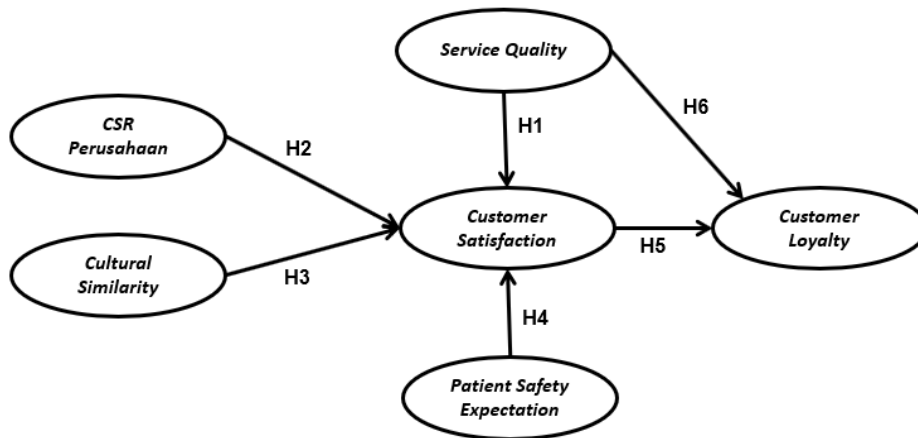 Service Quality
H6
CSR
Perusahaan
H1
H2
Customer
Satisfaction
Customer
Loyalty
Cultural
Similarity
H3
H5
H4
Patient Safety
Expectation